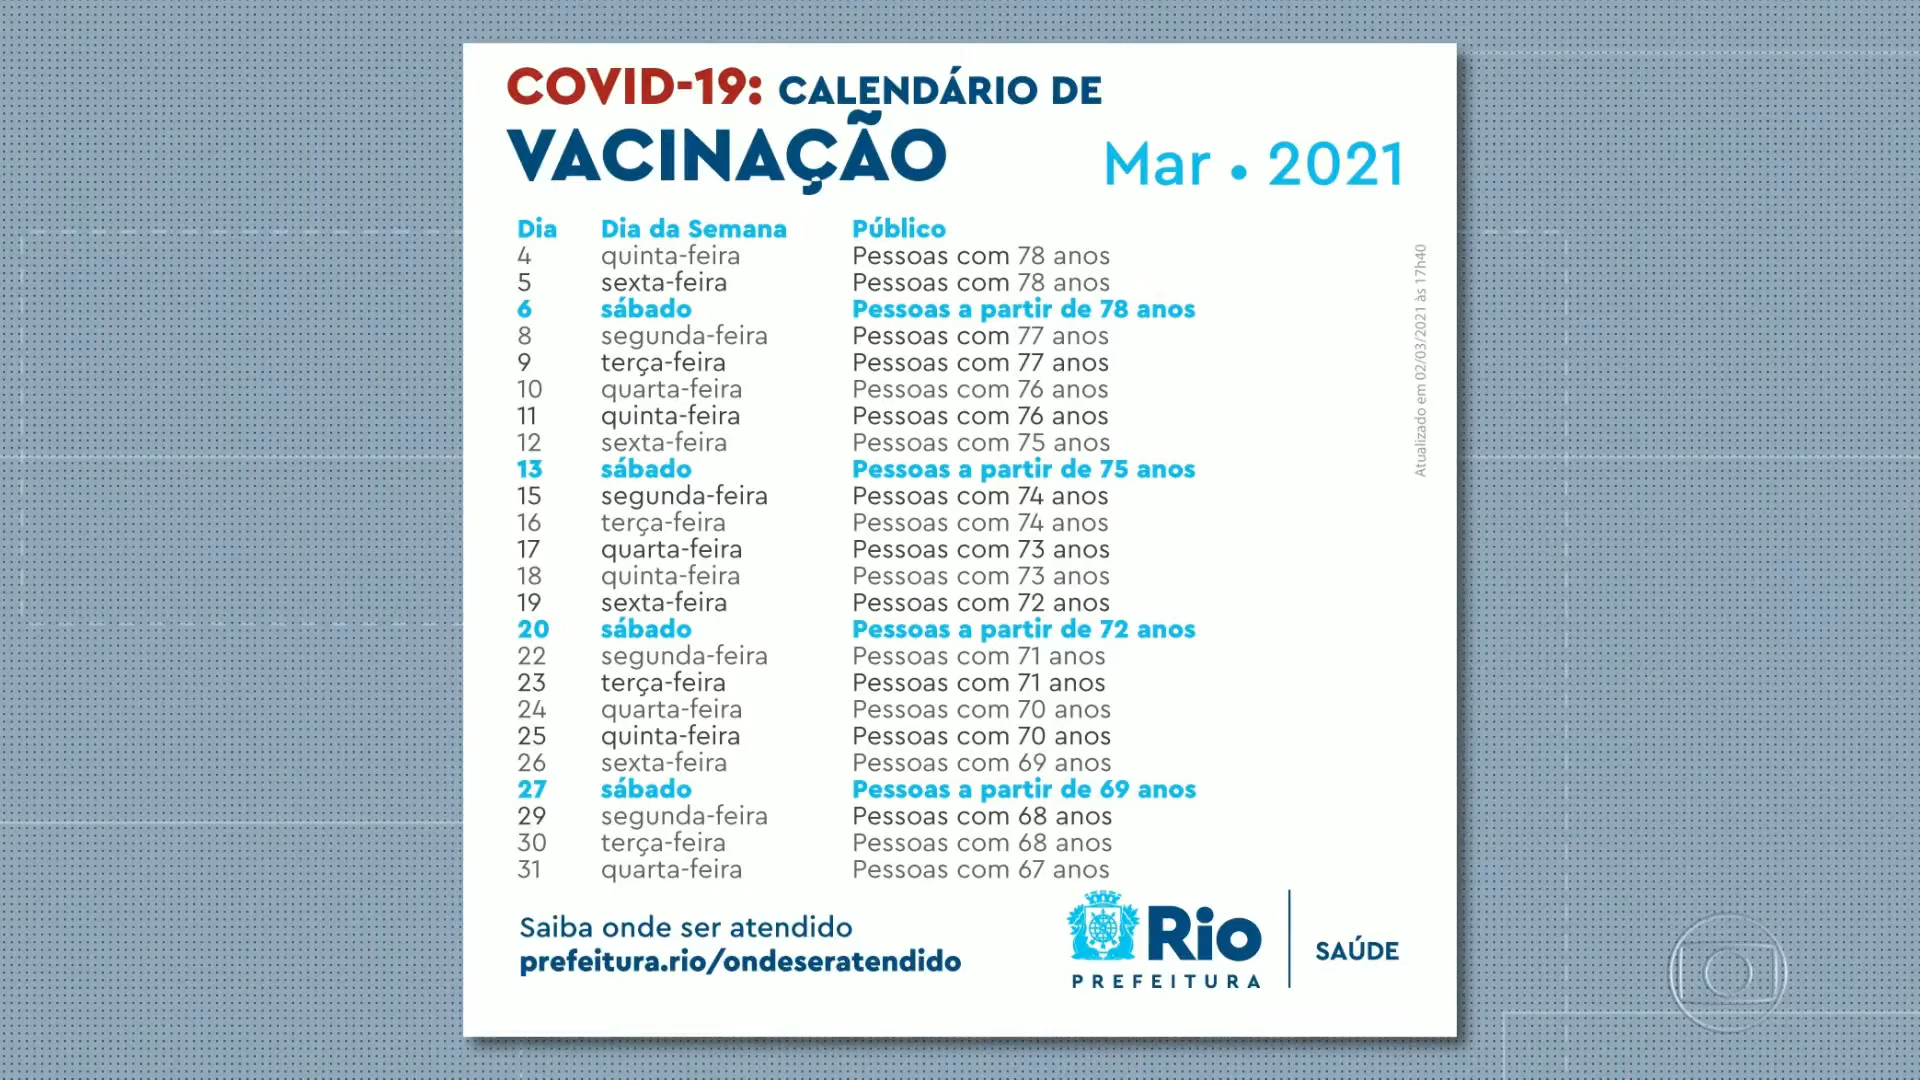 COVID-19: CALENDÁRIO DE
VACINAÇÃO
Mar • 2021
Dia Dia da Semana Público
4 quinta-feira Pessoas com 78 anos
5 sexta-feira Pessoas com 78 anos
6 sábado Pessoas a partir de 78 anos
8 segunda-feira Pessoas com 77 anos
9 terça-feira Pessoas com 77 anos
10 quarta-feira Pessoas com 76 anos
11 quinta-feira Pessoas com 76 anos
12 sexta-feira Pessoas com 75 anos
13 sábado Pessoas a partir de 75 anos
15 segunda-feira Pessoas com 74 anos
16 terça-feira Pessoas com 74 anos
17 quarta-feira Pessoas com 73 anos
18 quinta-feira Pessoas com 73 anos
19 sexta-feira Pessoas com 72 anos
20 sábado Pessoas a partir de 72 anos
22 segunda-feira Pessoas com 71 anos
23 terça-feira Pessoas com 71 anos
24 quarta-feira Pessoas com 70 anos
25 quinta-feira Pessoas com 70 anos
26 sexta-feira Pessoas com 69 anos
27 sábado Pessoas a partir de 69 anos
29 segunda-feira Pessoas com 68 anos
30 terça-feira Pessoas com 68 anos
31 quarta-feira Pessoas com 67 anos
Atualizado em 02/03/2021 às 17h40
Saiba onde ser atendido
prefeitura.rio/ondeseratendido
Rio
PREFEITURA
SAÚDE